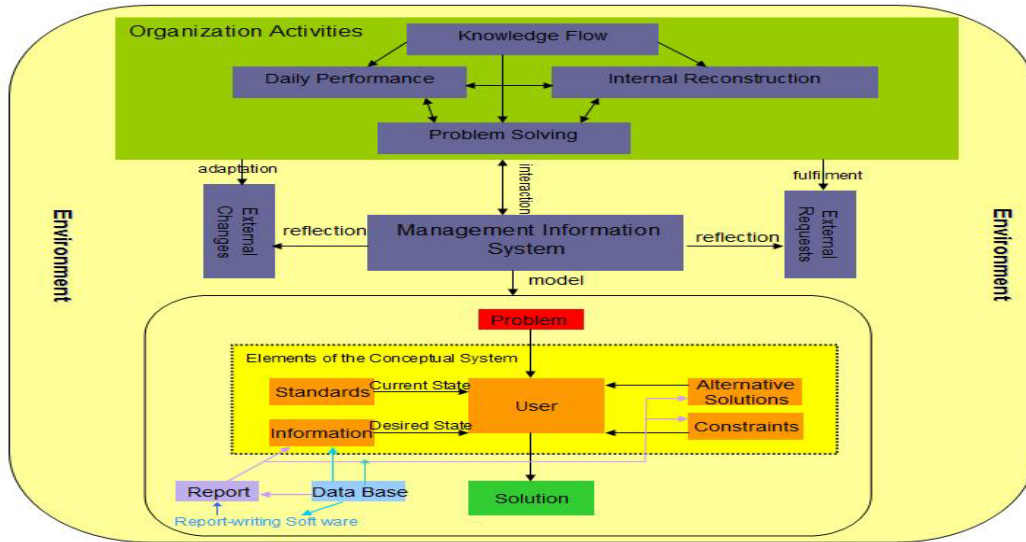 Organization Activities
Knowledge Flow
Daily Performance
Internal Reconstruction
Problem Solving
adaptation
interaction
fulfilment
External
Changes
reflection
Management Information
System
reflection
External
Requests
Environment
Environment
model
Problem
Elements of the Conceptual System
Standards
Current State
User
Alternative
Solutions
Information
Desired State
Constraints
Report
Data Base
Solution
Report-writing Soft ware